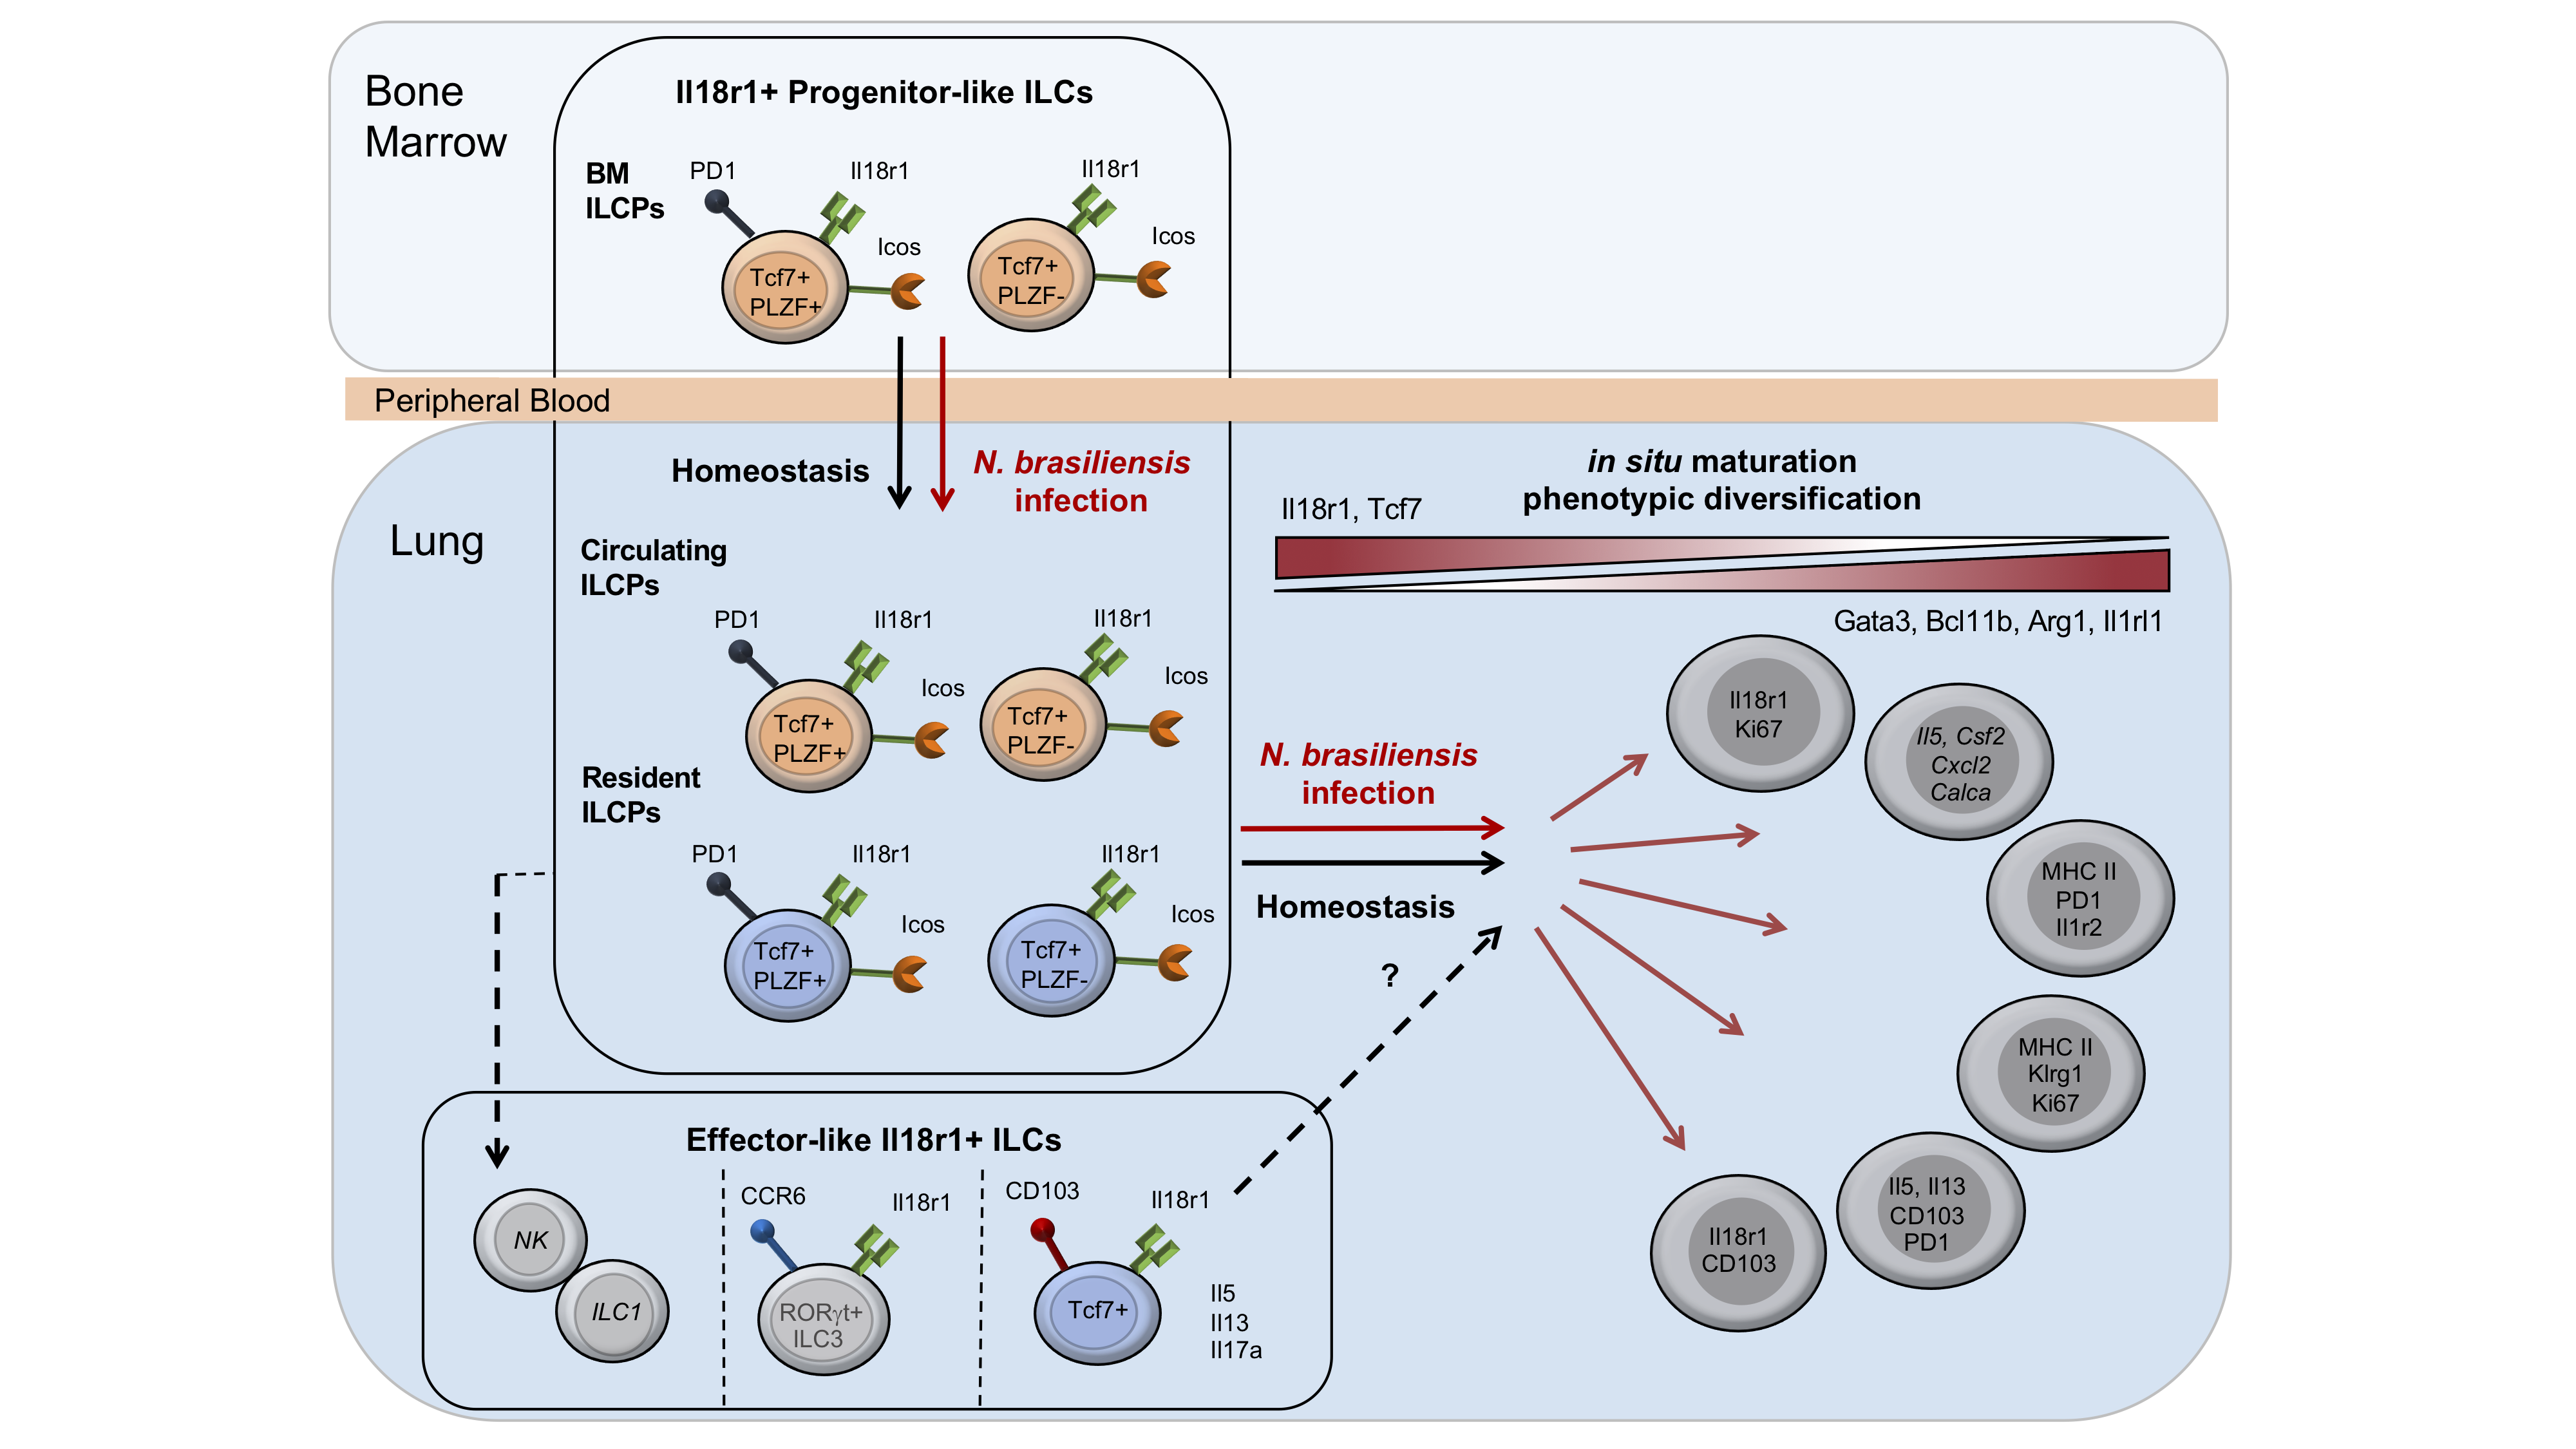 Bone
Marrow
Il18r1+ Progenitor-like ILCs
BM
ILCPs
PD1
Il18r1
Icos
Tcf7+
PLZF+
Il18r1
Icos
Tcf7+
PLZF-
Peripheral Blood
Lung
Homeostasis
N. brasiliensis
infection
Circulating
ILCPs
PD1
Il18r1
Icos
Tcf7+
PLZF+
Il18r1
Icos
Tcf7+
PLZF-
Resident
ILCPs
PD1
Il18r1
Icos
Tcf7+
PLZF+
Il18r1
Icos
Tcf7+
PLZF-
in situ maturation
phenotypic diversification
Il18r1, Tcf7
Gata3, Bcl11b, Arg1, Il1rl1
N. brasiliensis
infection
Homeostasis
?
Il18r1
Ki67
Il5, Csf2
Cxcl2
Calca
MHC II
PD1
Il1r2
MHC II
Klrg1
Ki67
Il5, Il13
CD103
PD1
Il18r1
CD103
Effector-like Il18r1+ ILCs
NK
ILC1
CCR6
Il18r1
RORγt+
ILC3
CD103
Il18r1
Tcf7+
Il5
Il13
Il17a